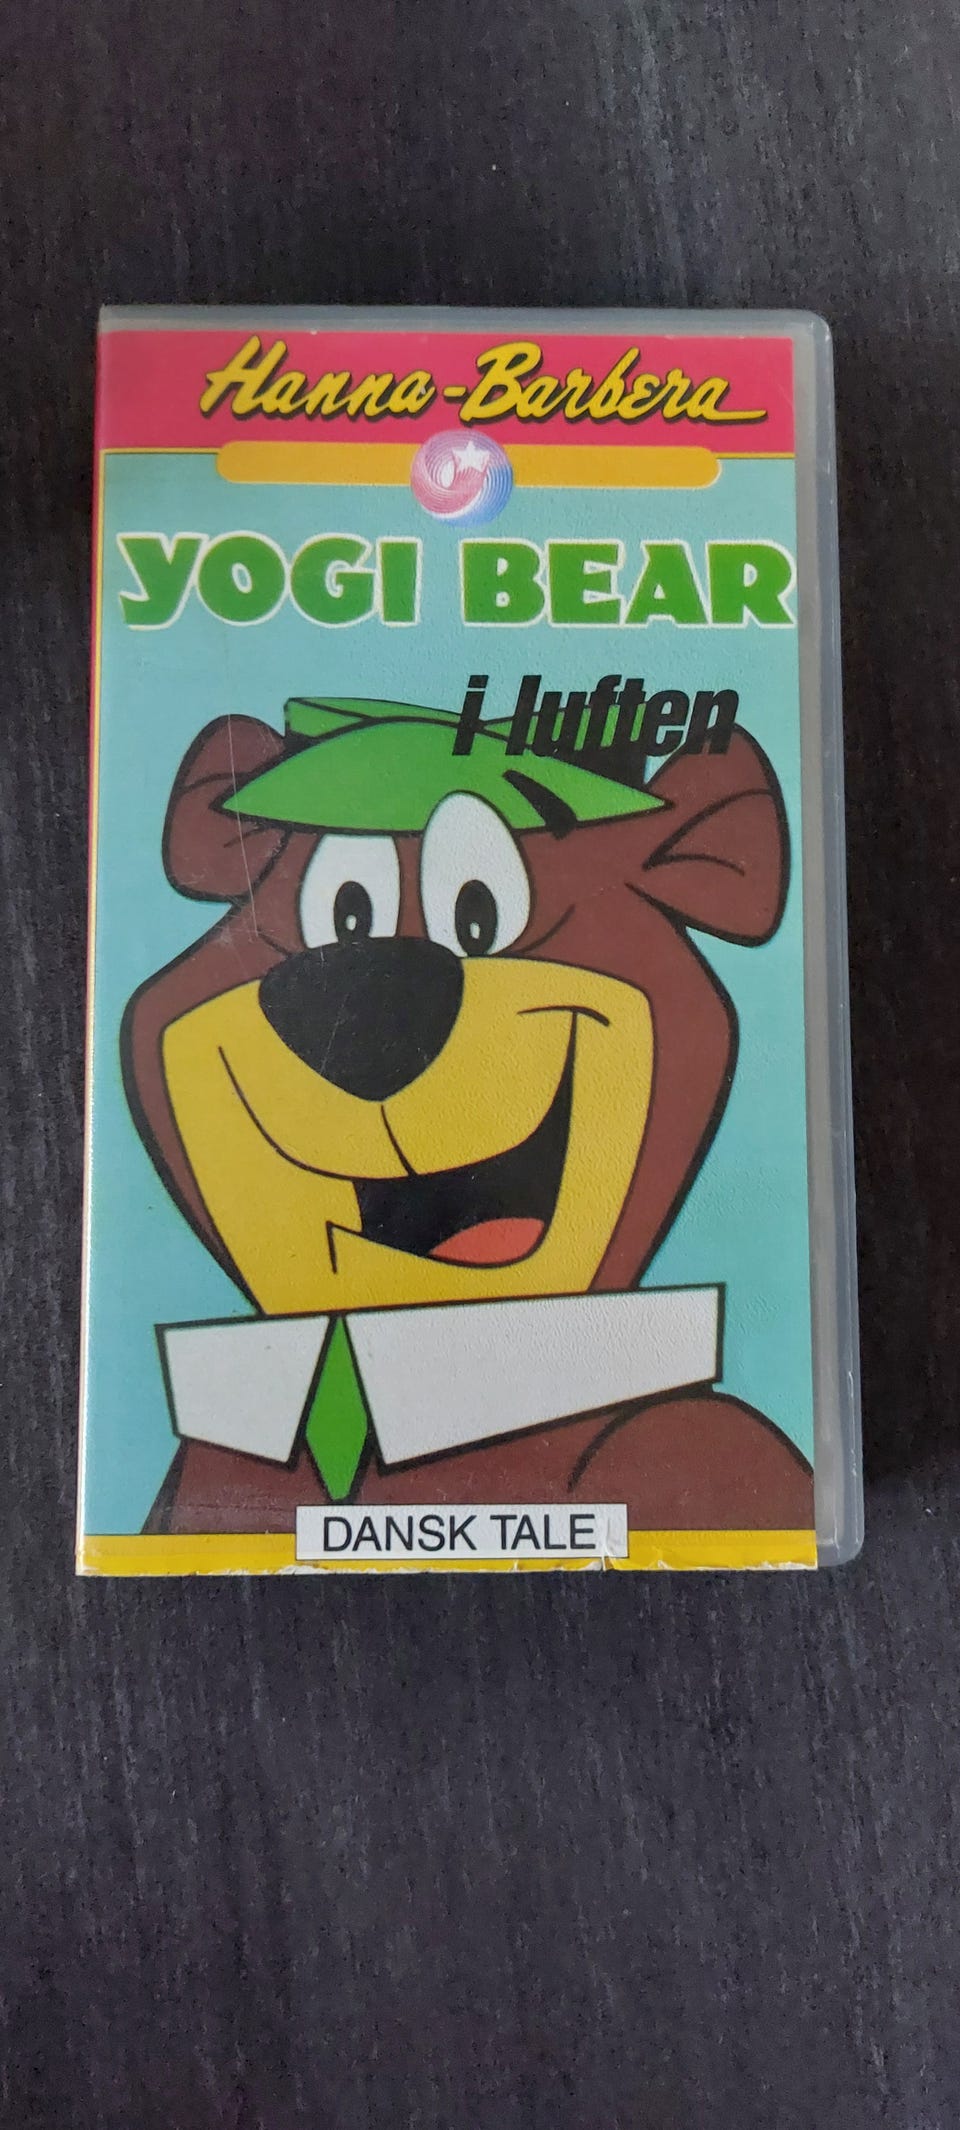 Hanna-Barbera
YOGI BEAR
i luften
DANSK TALE